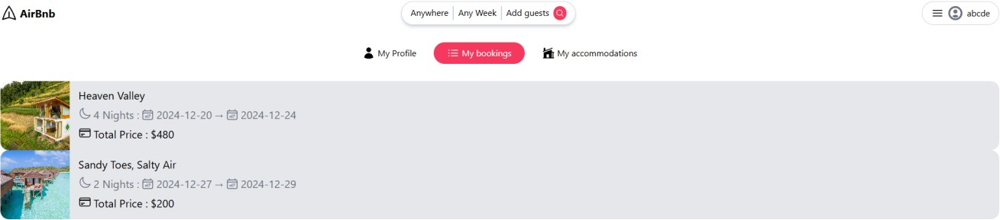 AirBnb
Anywhere Any Week Add guests
abcde
My Profile My bookings My accommodations
Heaven Valley
4 Nights : 2024-12-20 → 2024-12-24
Total Price : $480
Sandy Toes, Salty Air
2 Nights : 2024-12-27 → 2024-12-29
Total Price : $200